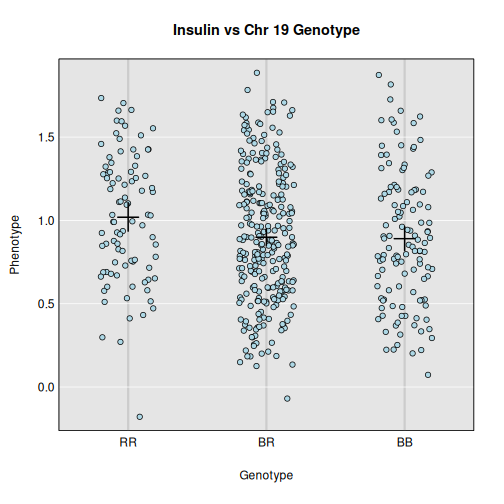 Insulin vs Chr 19 Genotype
Phenotype
1.5
1.0
0.5
0.0
RR BR BB
Genotype